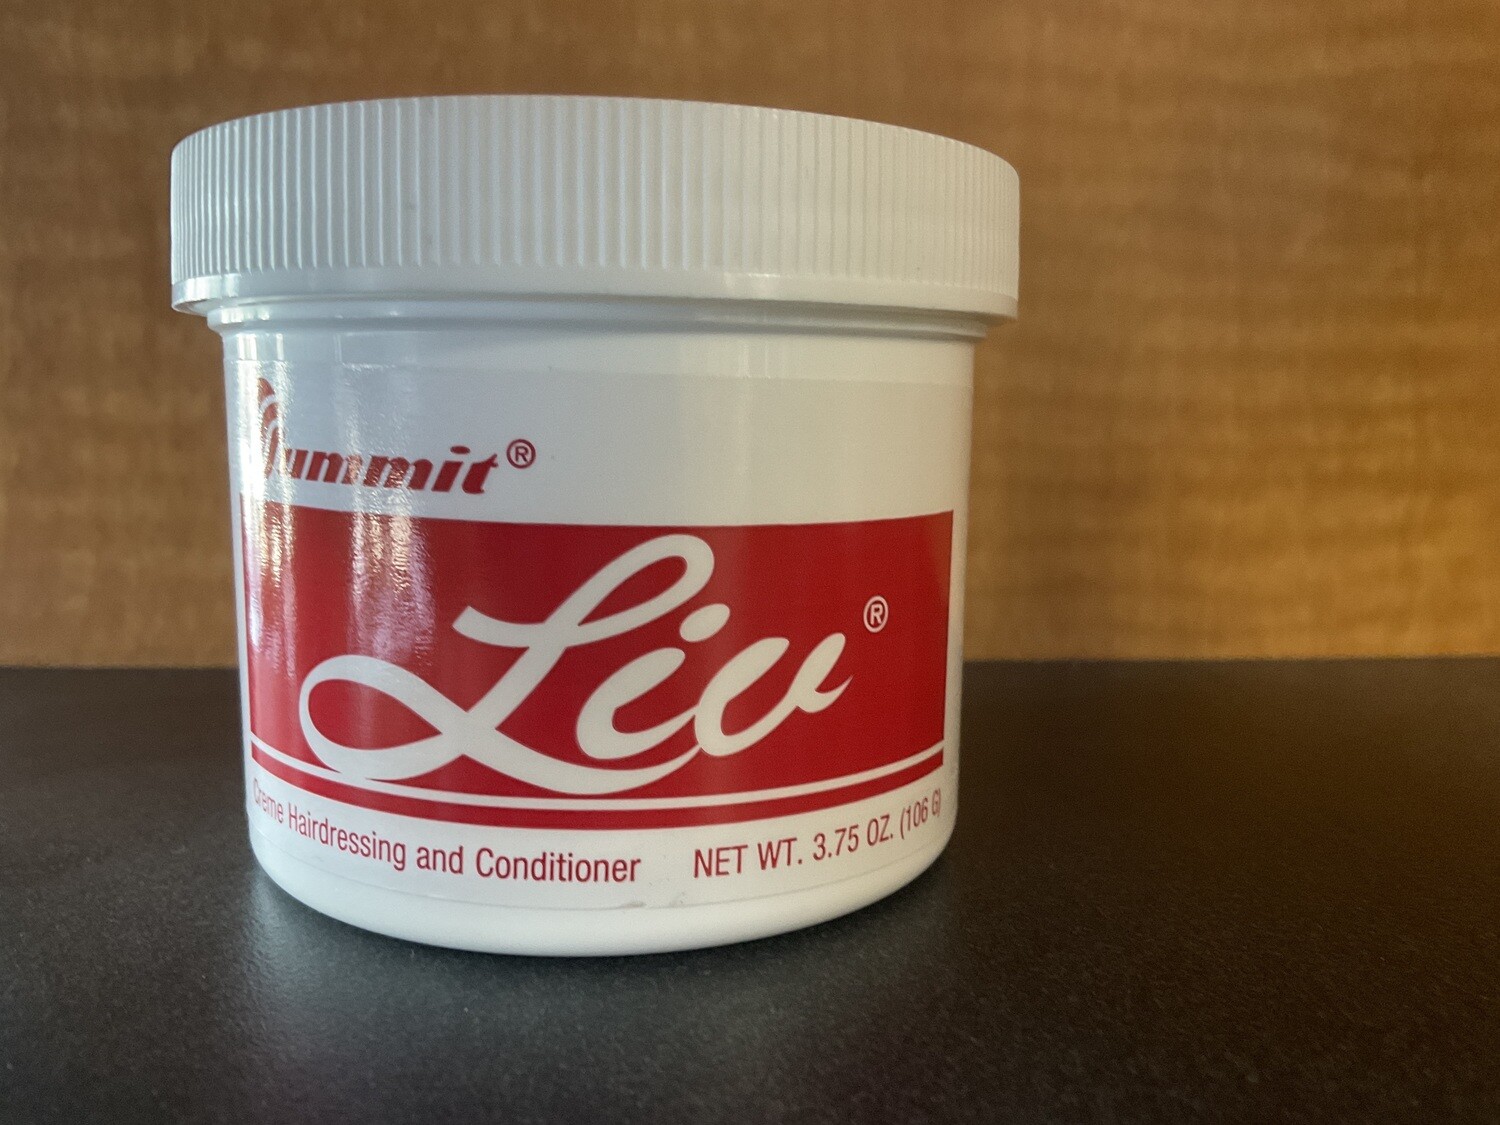 Summit®
Liv®
Creme Hairdressing and Conditioner NET WT. 3.75 OZ. (106 G)